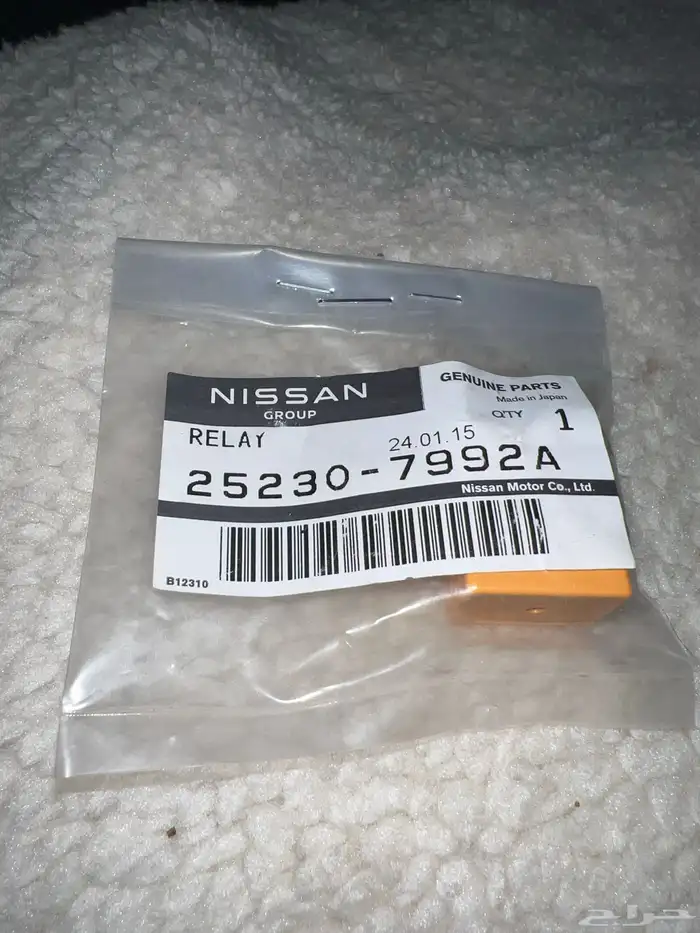 NISSAN
GROUP
GENUINE PARTS
Made in Japan
QTY 1
RELAY
24.01.15
25230-7992A
Nissan Motor Co., Ltd.
B12310
حراج